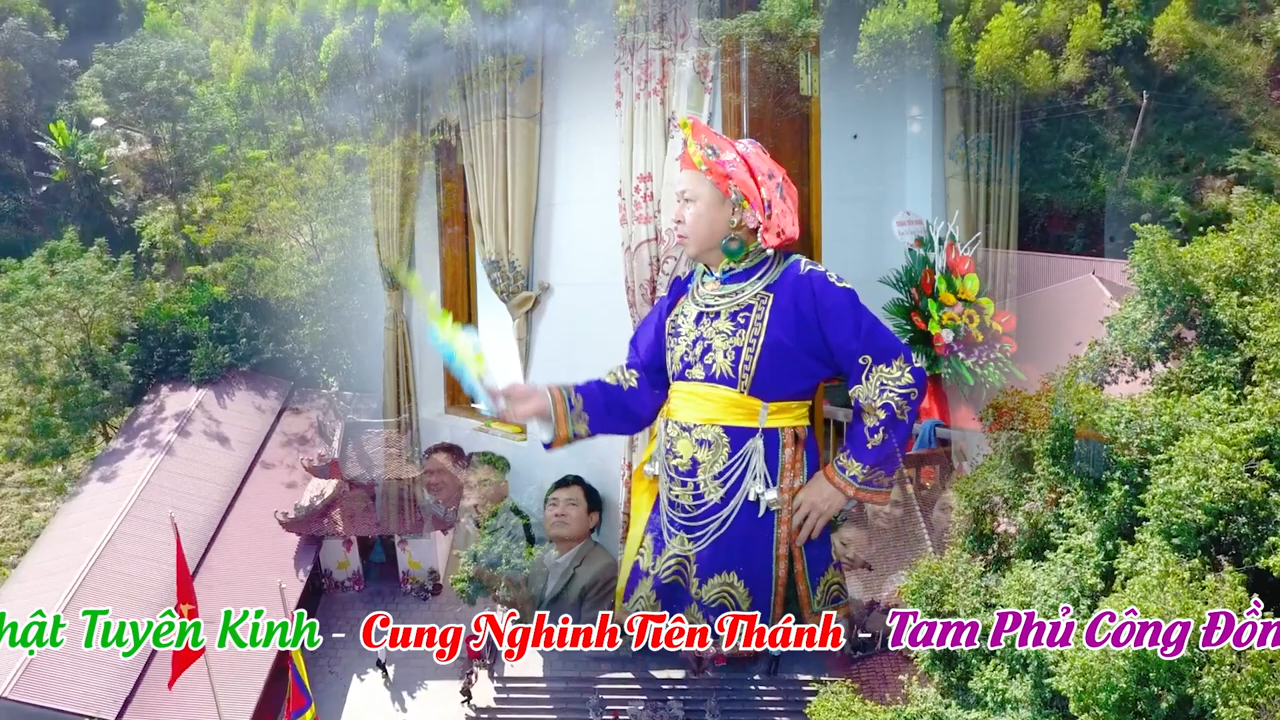 hật Tuyên Kinh - Cung Nghinh Tiên Thánh - Tam Phủ Công Đồn